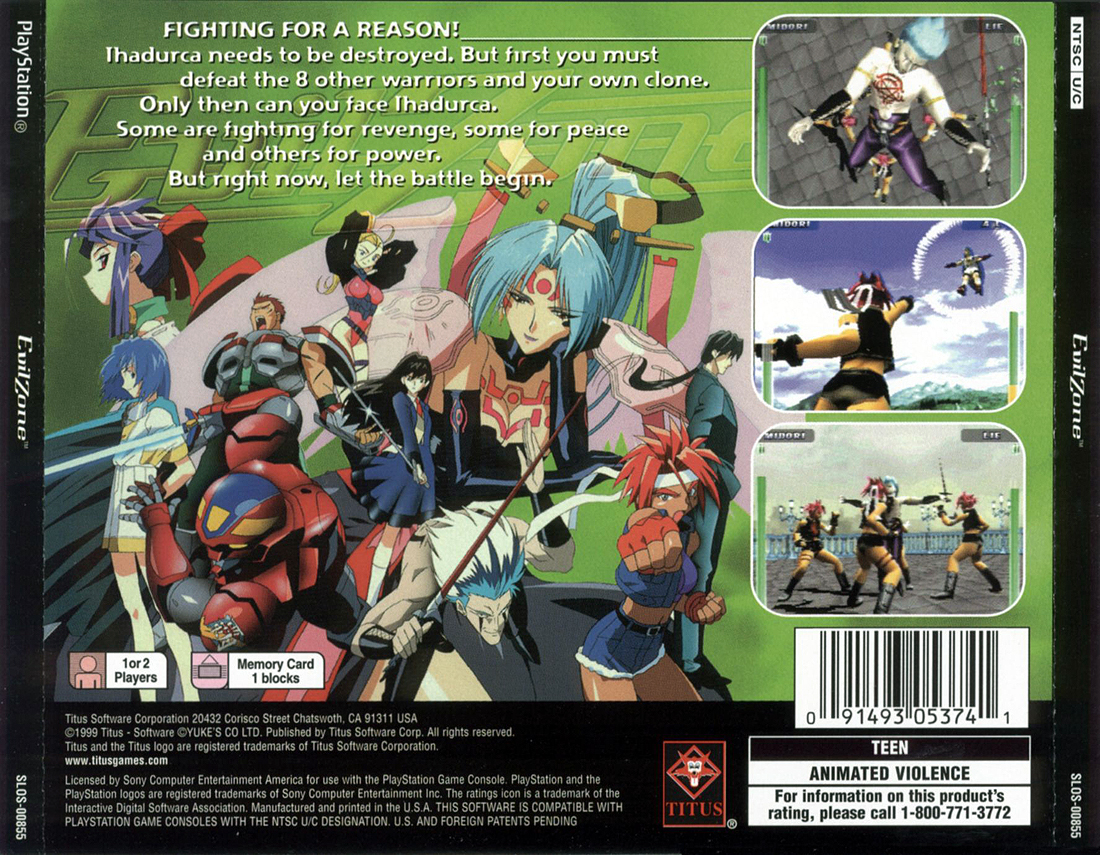 FIGHTING FOR A REASON!
Ihadurca needs to be destroyed. But first you must
defeat the 8 other warriors and your own clone.
Only then can you face Ihadurca.
Some are fighting for revenge, some for peace
and others for power.
But right now, let the battle begin.
PlayStation®
EvilZone™
SLOS-00855
NTSC U/C
EvilZone™
SLOS-00855
EvilZone
MIDORI
LIE
MIDORI
MIDORI
LIE
1or2
Players
Memory Card
1 blocks
Titus Software Corporation 20432 Corisco Street Chatswoth, CA 91311 USA
©1999 Titus - Software ©YUKE'S CO LTD. Published by Titus Software Corp. All rights reserved.
Titus and the Titus logo are registered trademarks of Titus Software Corporation.
www.titusgames.com
Licensed by Sony Computer Entertainment America for use with the PlayStation Game Console. PlayStation and the
PlayStation logos are registered trademarks of Sony Computer Entertainment Inc. The ratings icon is a trademark of the
Interactive Digital Software Association. Manufactured and printed in the U.S.A. THIS SOFTWARE IS COMPATIBLE WITH
PLAYSTATION GAME CONSOLES WITH THE NTSC U/C DESIGNATION. U.S. AND FOREIGN PATENTS PENDING
TITUS®
0 91493 05374 1
TEEN
ANIMATED VIOLENCE
For information on this product's
rating, please call 1-800-771-3772